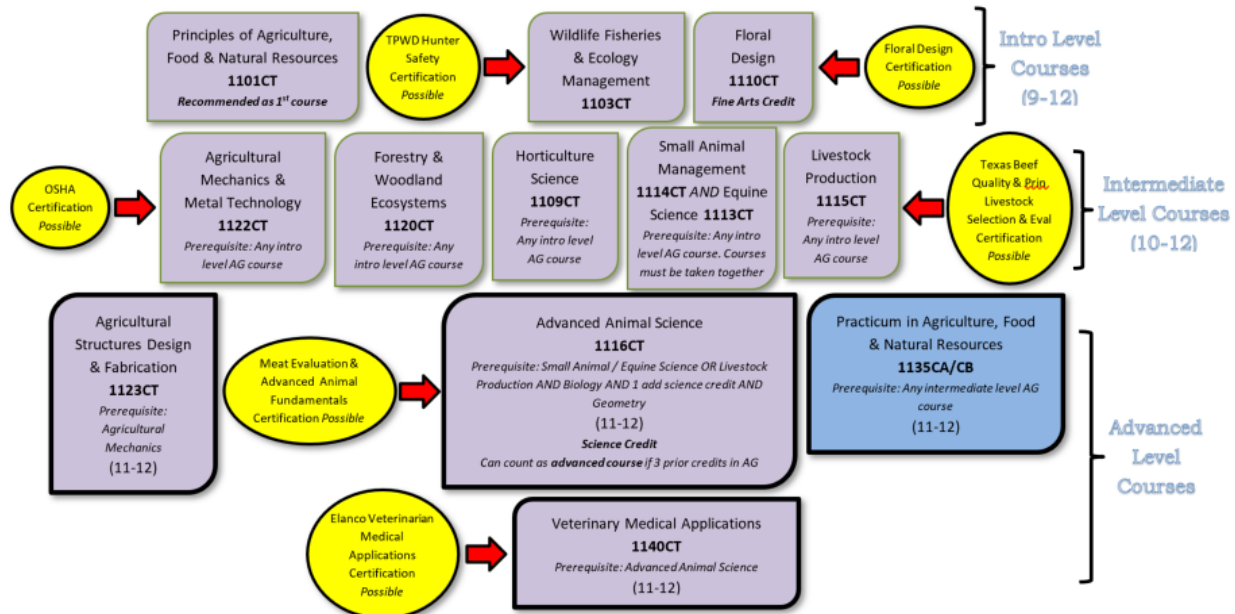 Principles of Agriculture,
Food & Natural Resources
1101CT
Recommended as 1st course
TPWD Hunter
Safety
Certification
Possible
Wildlife Fisheries
& Ecology
Management
1103CT
Floral
Design
1110CT
Fine Arts Credit
Floral Design
Certification
Possible
Intro Level
Courses
(9-12)
OSHA
Certification
Possible
Agricultural
Mechanics &
Metal Technology
1122CT
Prerequisite: Any intro
level AG course
Forestry &
Woodland
Ecosystems
1120CT
Prerequisite: Any
intro level AG course
Horticulture
Science
1109CT
Prerequisite:
Any intro level
AG course
Small Animal
Management
1114CT AND Equine
Science 1113CT
Prerequisite: Any intro
level AG course. Courses
must be taken together
Livestock
Production
1115CT
Prerequisite:
Any intro level
AG course
Texas Beef
Quality & Prin
Livestock
Selection & Eval
Certification
Possible
Intermediate
Level Courses
(10-12)
Agricultural
Structures Design
& Fabrication
1123CT
Prerequisite:
Agricultural
Mechanics
(11-12)
Meat Evaluation &
Advanced Animal
Fundamentals
Certification Possible
Advanced Animal Science
1116CT
Prerequisite: Small Animal / Equine Science OR Livestock
Production AND Biology AND 1 add science credit AND
Geometry
(11-12)
Science Credit
Can count as advanced course if 3 prior credits in AG
Practicum in Agriculture, Food
& Natural Resources
1135CA/CB
Prerequisite: Any intermediate level AG
course
(11-12)
Advanced
Level
Courses
Elanco Veterinarian
Medical
Applications
Certification
Possible
Veterinary Medical Applications
1140CT
Prerequisite: Advanced Animal Science
(11-12)